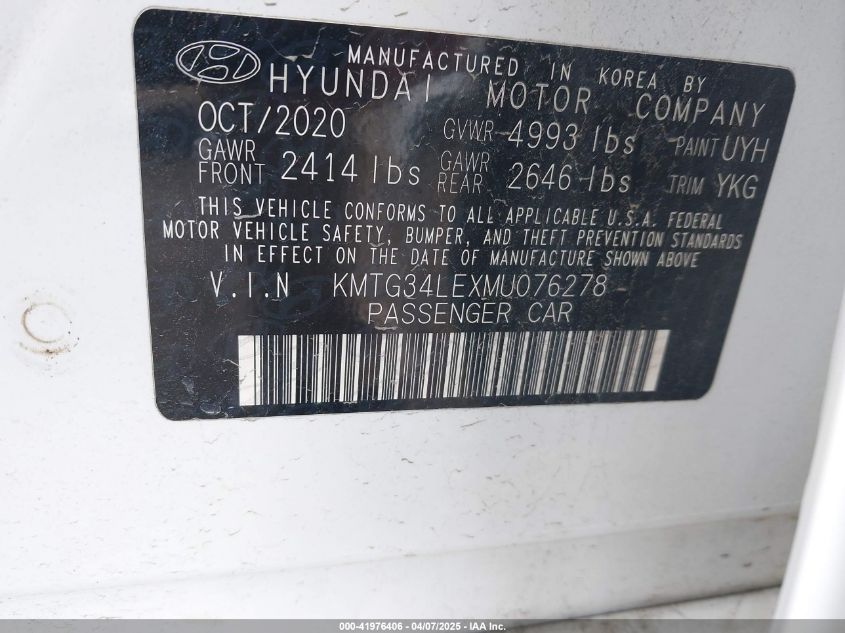 MANUFACTURED IN KOREA BY
HYUNDAI MOTOR COMPANY
OCT/2020 GVWR 4993 lbs PAINT UYH
GAWR FRONT 2414 lbs GAWR REAR 2646 lbs TRIM YKG
THIS VEHICLE CONFORMS TO ALL APPLICABLE U.S.A. FEDERAL
MOTOR VEHICLE SAFETY, BUMPER, AND THEFT PREVENTION STANDARDS
IN EFFECT ON THE DATE OF MANUFACTURE SHOWN ABOVE
V.I.N KMTG34LEXMU076278
PASSENGER CAR
000-41976406 - 04/07/2025 - IAA Inc.